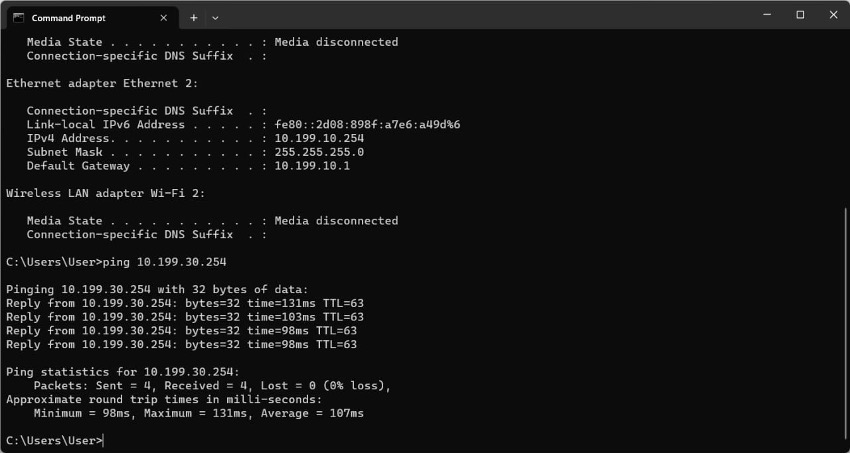 Command Prompt
Media State . . . . . . . . . . . : Media disconnected
Connection-specific DNS Suffix  . :
Ethernet adapter Ethernet 2:
Connection-specific DNS Suffix  . :
Link-local IPv6 Address . . . . . : fe80::2d08:898f:a7e6:a49d%6
IPv4 Address. . . . . . . . . . . : 10.199.10.254
Subnet Mask . . . . . . . . . . . : 255.255.255.0
Default Gateway . . . . . . . . . : 10.199.10.1
Wireless LAN adapter Wi-Fi 2:
Media State . . . . . . . . . . . : Media disconnected
Connection-specific DNS Suffix  . :
C:\Users\User>ping 10.199.30.254
Pinging 10.199.30.254 with 32 bytes of data:
Reply from 10.199.30.254: bytes=32 time=131ms TTL=63
Reply from 10.199.30.254: bytes=32 time=103ms TTL=63
Reply from 10.199.30.254: bytes=32 time=98ms TTL=63
Reply from 10.199.30.254: bytes=32 time=98ms TTL=63
Ping statistics for 10.199.30.254:
Packets: Sent = 4, Received = 4, Lost = 0 (0% loss),
Approximate round trip times in milli-seconds:
Minimum = 98ms, Maximum = 131ms, Average = 107ms
C:\Users\User>